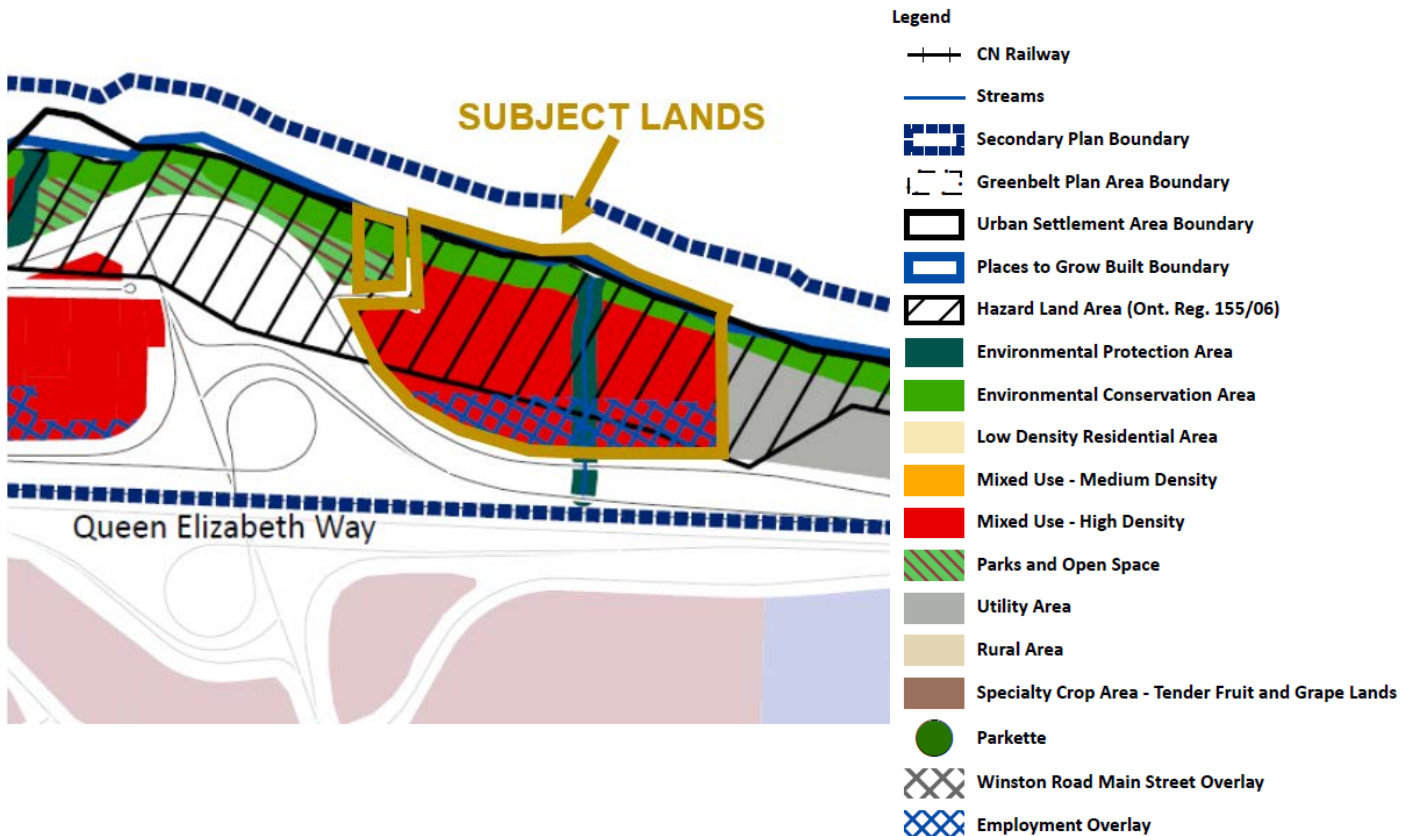 Legend
CN Railway
Streams
SUBJECT LANDS
Secondary Plan Boundary
Greenbelt Plan Area Boundary
Urban Settlement Area Boundary
Places to Grow Built Boundary
Hazard Land Area (Ont. Reg. 155/06)
Environmental Protection Area
Environmental Conservation Area
Low Density Residential Area
Mixed Use - Medium Density
Mixed Use - High Density
Queen Elizabeth Way
Parks and Open Space
Utility Area
Rural Area
Specialty Crop Area - Tender Fruit and Grape Lands
Parkette
Winston Road Main Street Overlay
Employment Overlay